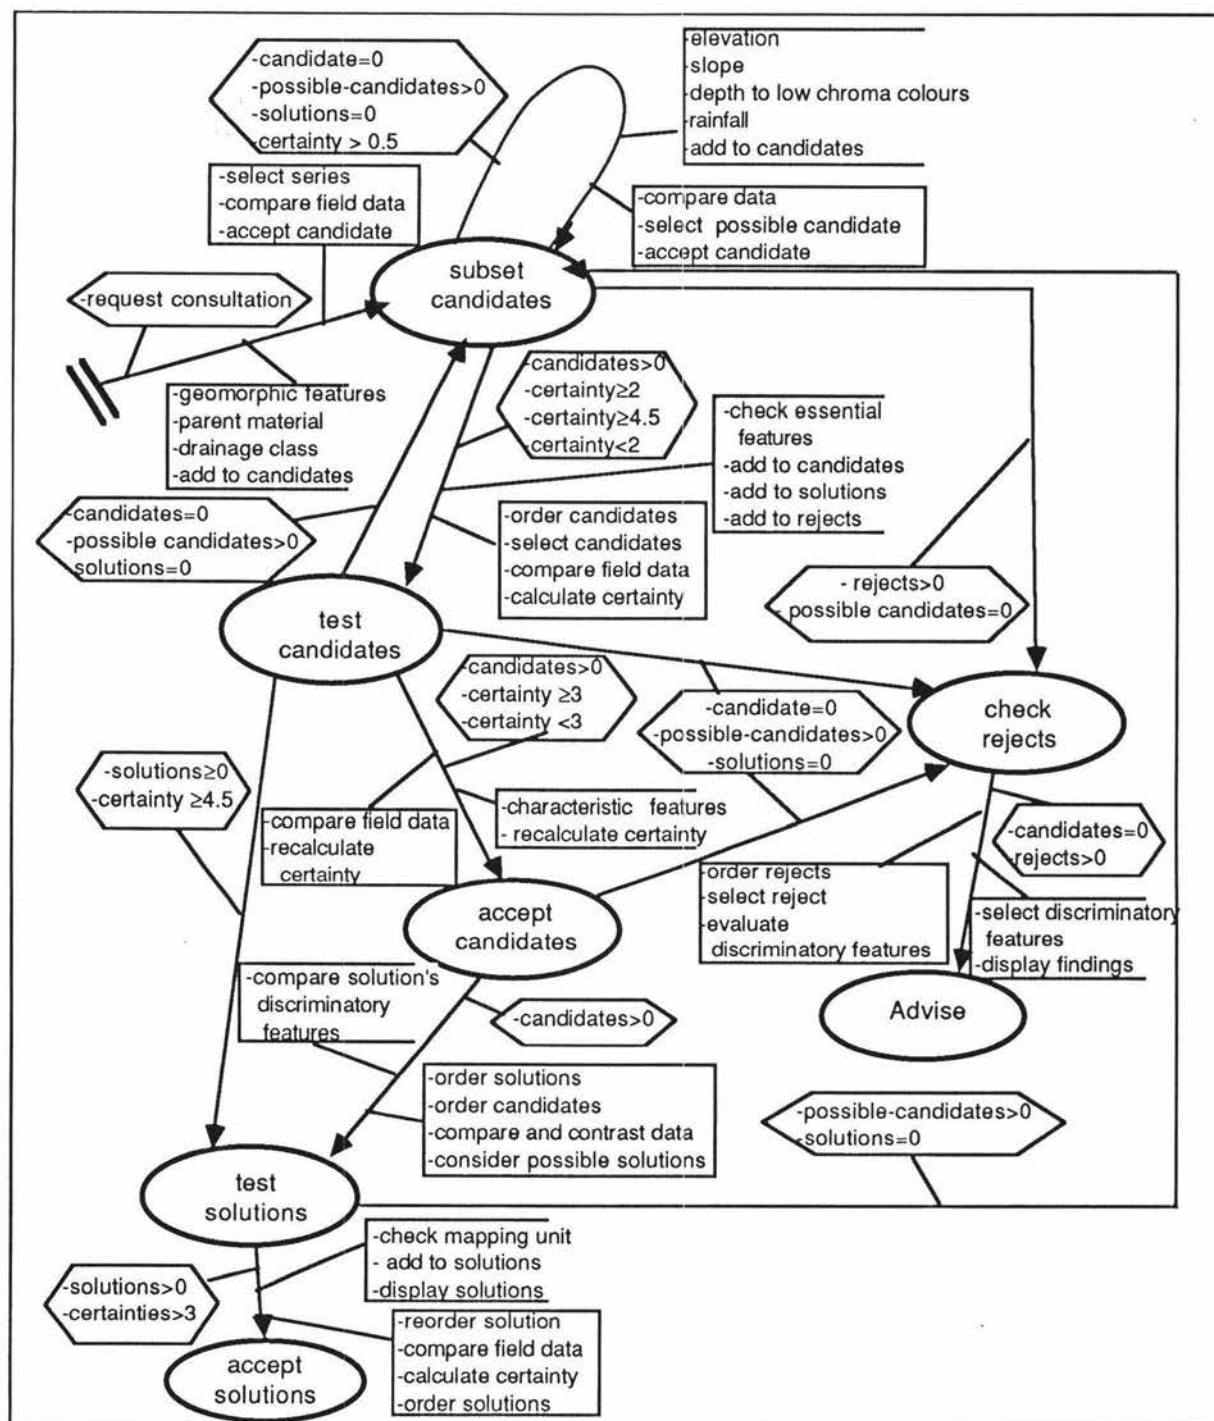 -candidate=0
-possible-candidates>0
-solutions=0
-certainty > 0.5
-elevation
-slope
-depth to low chroma colours
-rainfall
-add to candidates
-select series
-compare field data
-accept candidate
-compare data
-select possible candidate
-accept candidate
subset
candidates
-request consultation
-geomorphic features
-parent material
-drainage class
-add to candidates
-candidates>0
-certainty≥2
-certainty≥4.5
-certainty<2
-check essential
features
-add to candidates
-add to solutions
-add to rejects
-candidates=0
-possible candidates>0
solutions=0
-order candidates
-select candidates
-compare field data
-calculate certainty
- rejects>0
- possible candidates=0
test
candidates
-candidates>0
-certainty ≥3
-certainty <3
-candidate=0
-possible-candidates>0
-solutions=0
check
rejects
-solutions≥0
-certainty ≥4.5
-compare field data
-recalculate
certainty
-characteristic features
- recalculate certainty
-candidates=0
-rejects>0
-order rejects
-select reject
-evaluate
discriminatory features
-select discriminatory
features
-display findings
accept
candidates
-compare solution's
discriminatory
features
-candidates>0
Advise
-order solutions
-order candidates
-compare and contrast data
-consider possible solutions
-possible-candidates>0
-solutions=0
test
solutions
-check mapping unit
- add to solutions
-display solutions
-solutions>0
-certainties>3
-reorder solution
-compare field data
-calculate certainty
-order solutions
accept
solutions